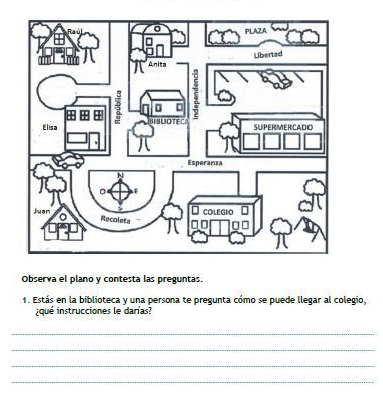 Raúl
PLAZA
Libertad
Anita
República
Independencia
BIBLIOTECA
Elisa
SUPERMERCADO
Esperanza
N
O E
S
Juan
Recoleta
COLEGIO
Observa el plano y contesta las preguntas.
1. Estás en la biblioteca y una persona te pregunta cómo se puede llegar al colegio,
¿qué instrucciones le darías?